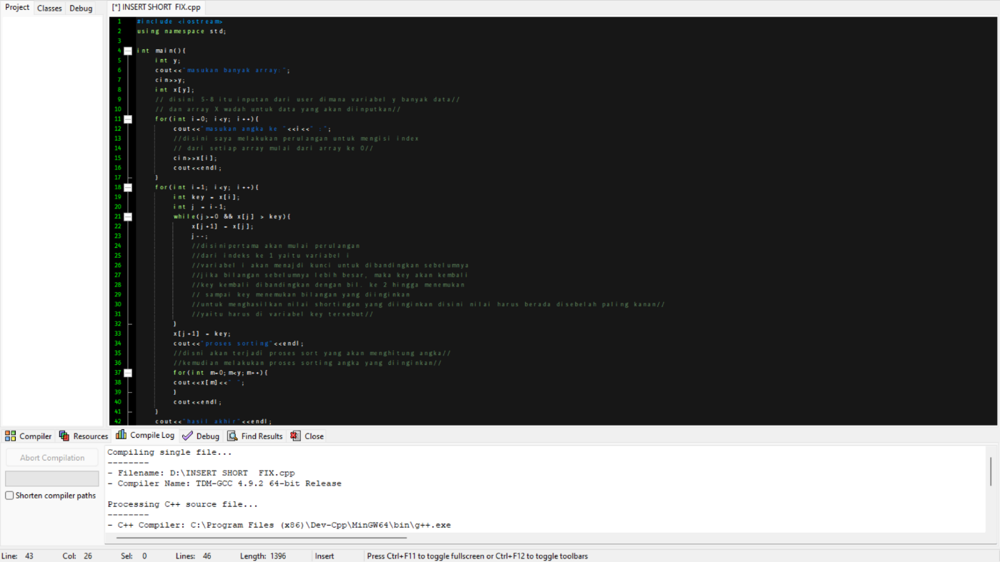 Project Classes Debug
[*] INSERT SHORT  FIX.cpp
1 #include <iostream>
2 using namespace std;
3
4 int main(){
5 int y;
6 cout<<"masukan banyak array:";
7 cin>>y;
8 int x[y];
9 // disini 5-8 itu inputan dari user dimana variabel y banyak data//
10 // dan array X wadah untuk data yang akan diinputkan//
11 for(int i=0; i<y; i++){
12 cout<<"masukan angka ke "<<i<<" :";
13 //disini saya melakukan perulangan untuk mengisi index
14 // dari setiap array mulai dari array ke 0//
15 cin>>x[i];
16 cout<<endl;
17 }
18 for(int i=1; i<y; i++){
19 int key = x[i];
20 int j = i-1;
21 while(j>=0 && x[j] > key){
22 x[j+1] = x[j];
23 j--;
24 //disinipertama akan mulai perulangan
25 //dari indeks ke 1 yaitu variabel i
26 //variabel i akan menajdi kunci untuk dibandingkan sebelumnya
27 //jika bilangan sebelumnya lebih besar, maka key akan kembali
28 //key kembali dibandingkan dengan bil. ke 2 hingga menemukan
29 // sampai key menemukan bilangan yang diinginkan
30 //untuk menghasilkan nilai shortingan yang diinginkan disini nilai harus berada disebelah paling kanan//
31 //yaitu harus di variabel key tersebut//
32 }
33 x[j+1] = key;
34 cout<<"proses sorting"<<endl;
35 //disni akan terjadi proses sort yang akan menghitung angka//
36 //kemudian melakukan proses sorting angka yang diinginkan//
37 for(int m=0;m<y;m++){
38 cout<<x[m]<<" ";
39 }
40 cout<<endl;
41 }
42 cout<<"hasil akhir"<<endl;
Compiler Resources Compile Log Debug Find Results Close
Abort Compilation
Shorten compiler paths
Compiling single file...
--------
- Filename: D:\INSERT SHORT  FIX.cpp
- Compiler Name: TDM-GCC 4.9.2 64-bit Release
Processing C++ source file...
--------
- C++ Compiler: C:\Program Files (x86)\Dev-Cpp\MinGW64\bin\g++.exe
Line: 43 Col: 26 Sel: 0 Lines: 46 Length: 1396 Insert Press Ctrl+F11 to toggle fullscreen or Ctrl+F12 to toggle toolbars